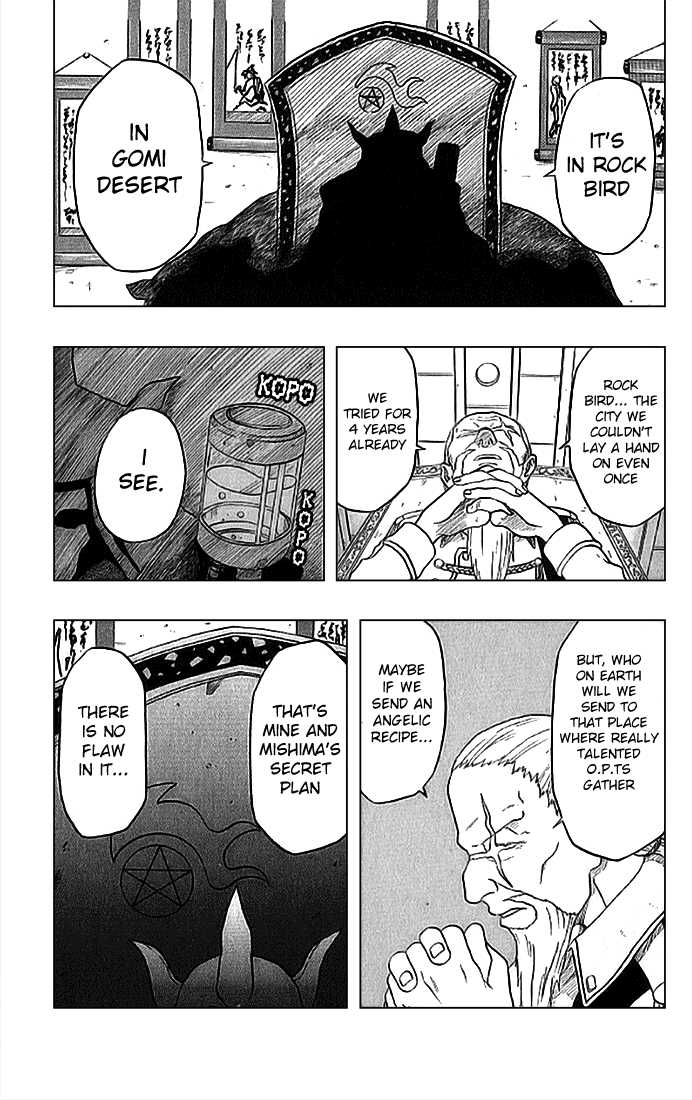 IT'S
IN ROCK
BIRD
IN
GOMI
DESERT
ROCK
BIRD... THE
CITY WE
COULDN'T
LAY A HAND
ON EVEN
ONCE
WE
TRIED FOR
4 YEARS
ALREADY
KOPO
KOPO
I
SEE.
BUT, WHO
ON EARTH
WILL WE
SEND TO
THAT PLACE
WHERE REALLY
TALENTED
O.P.TS
GATHER
MAYBE
IF WE
SEND AN
ANGELIC
RECIPE...
THAT'S
MINE AND
MISHIMA'S
SECRET
PLAN
THERE
IS NO
FLAW
IN IT...